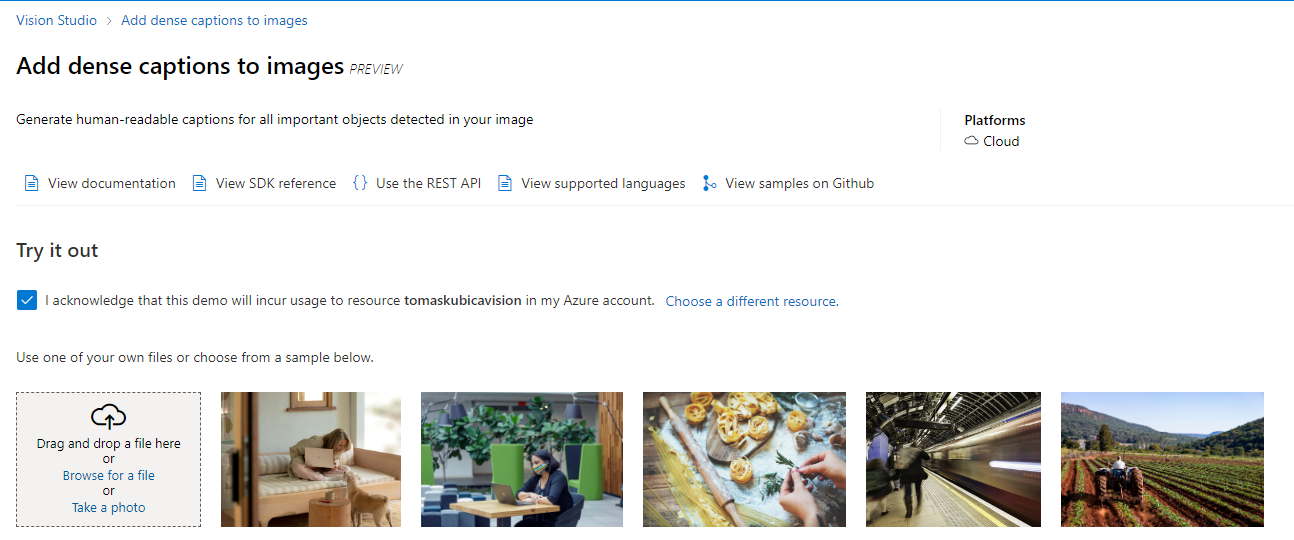 Vision Studio > Add dense captions to images
Add dense captions to images PREVIEW
Generate human-readable captions for all important objects detected in your image
Platforms
Cloud
View documentation View SDK reference {} Use the REST API View supported languages View samples on Github
Try it out
I acknowledge that this demo will incur usage to resource tomaskubicavision in my Azure account. Choose a different resource.
Use one of your own files or choose from a sample below.
Drag and drop a file here
or
Browse for a file
or
Take a photo